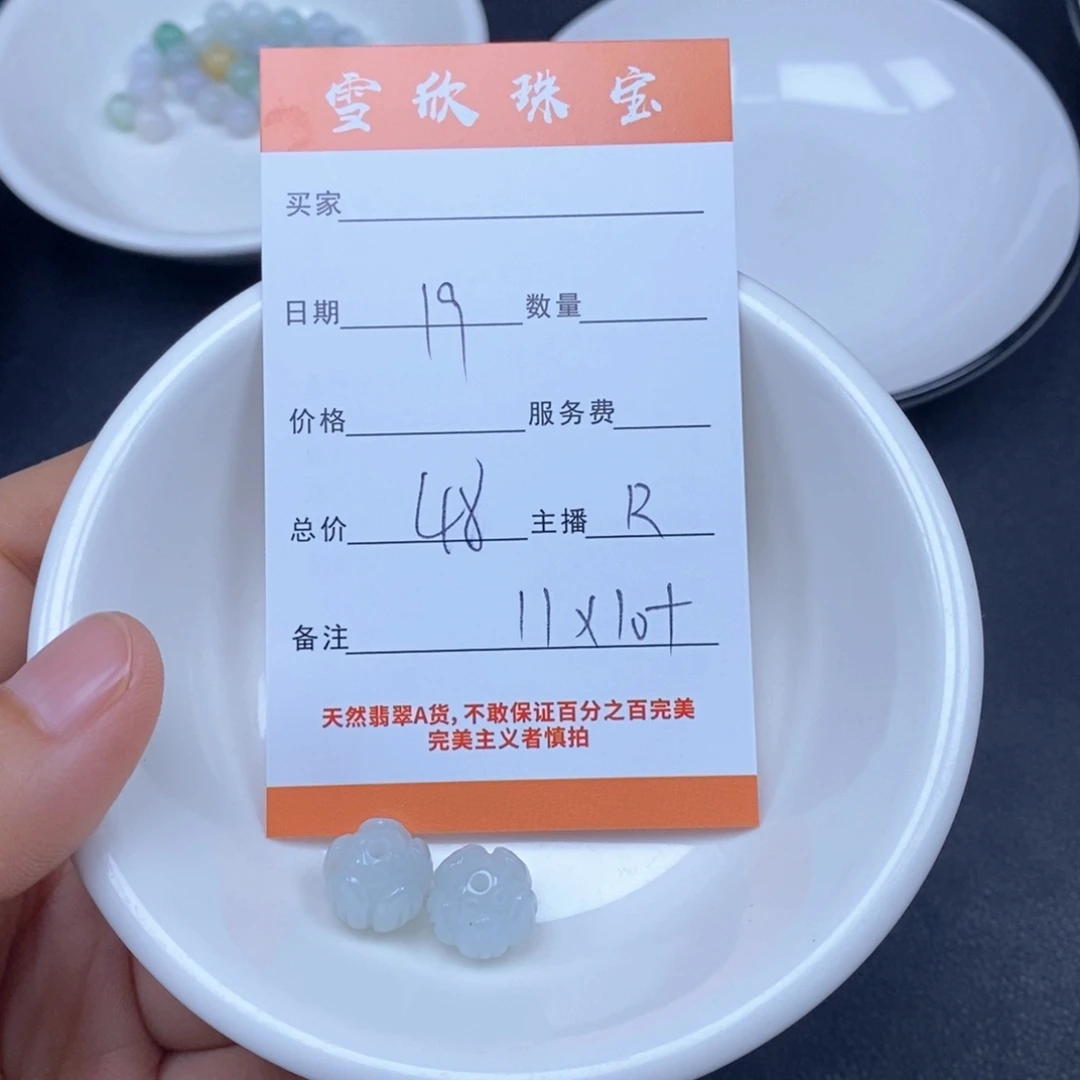 雪欣珠宝
买家
日期 19 数量
价格 服务费
总价 48 主播 R
备注 11x10+
天然翡翠A货,不敢保证百分之百完美
完美主义者慎拍